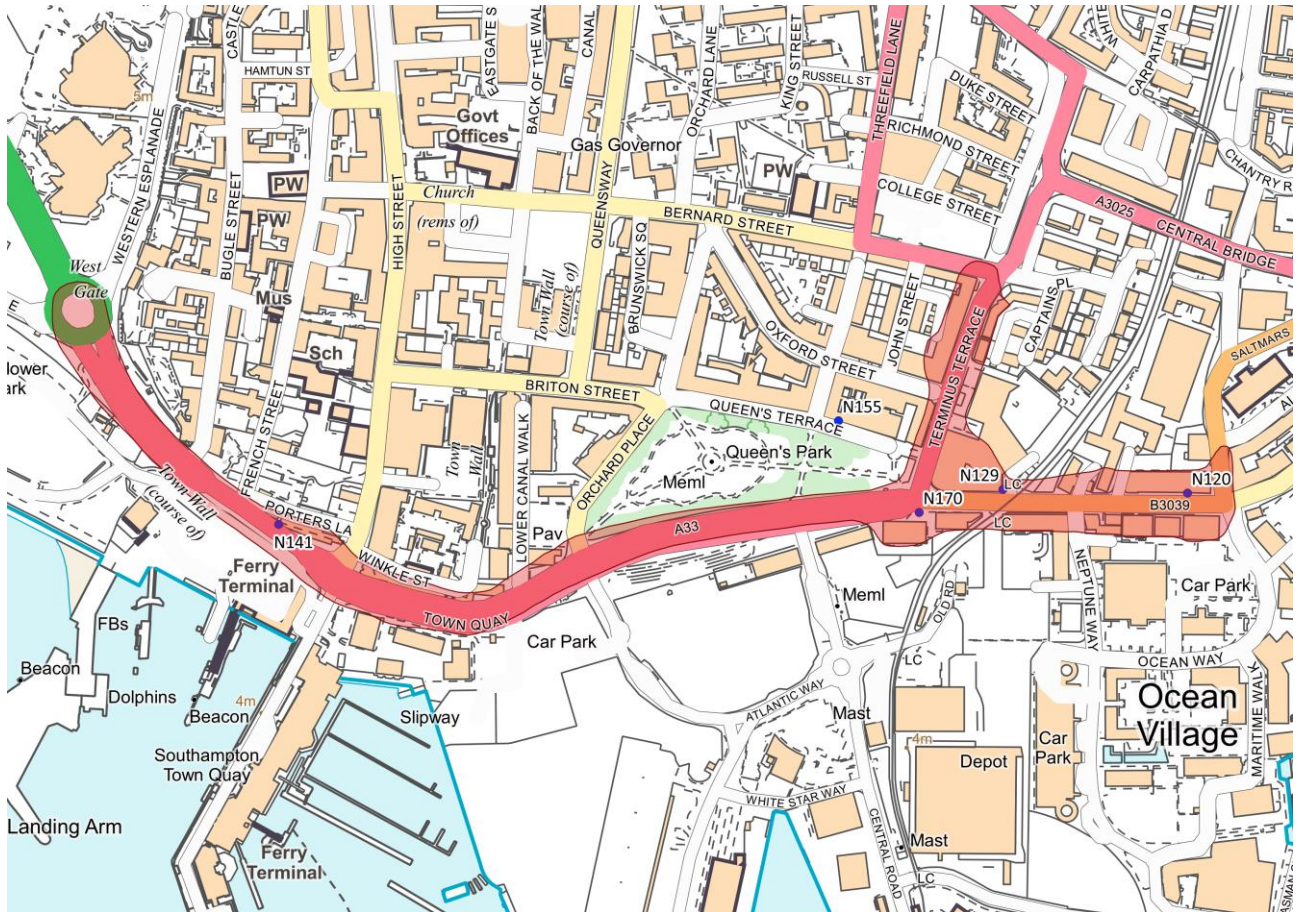 CASTLE
HAMTUN ST
EASTGATE S
BACK OF THE WAL
CANAL
ORCHARD LANE
KING STREET
RUSSELL ST
THREEFIELD LANE
WHITE
CARPATHIA D
DUKE STREET
RICHMOND STREET
COLLEGE STREET
CHANTRY R
5m
WESTERN ESPLANADE
Govt
Offices
Gas Governor
PW
PW
PW
BUGLE STREET
HIGH STREET
Church
(rems of)
QUEENSWAY
BERNARD STREET
A3025
CENTRAL BRIDGE
West
Gate
Mus
Sch
Town Wall
(course of)
BRUNSWICK SQ
OXFORD STREET
JOHN STREET
CAPTAINS PL
TERMINUS TERRACE
SALTMARS
lower
ark
FRENCH STREET
BRITON STREET
QUEEN'S TERRACE
N155
Town
Wall
LOWER CANAL WALK
ORCHARD PLACE
Queen's Park
Meml
N129
LC
N120
N170
B3039
LC
Town Wall
(course of)
PORTERS LA
N141
WINKLE ST
Pav
A33
TOWN QUAY
Ferry
Terminal
Car Park
Meml
OLD RD
NEPTUNE WAY
Car Park
FBs
Beacon
Dolphins
Beacon
4m
Slipway
ATLANTIC WAY
LC
OCEAN WAY
MARITIME WALK
Ocean
Village
Southampton
Town Quay
Mast
4m
Depot
Car
Park
WHITE STAR WAY
Landing Arm
Ferry
Terminal
CENTRAL ROAD
Mast
LC